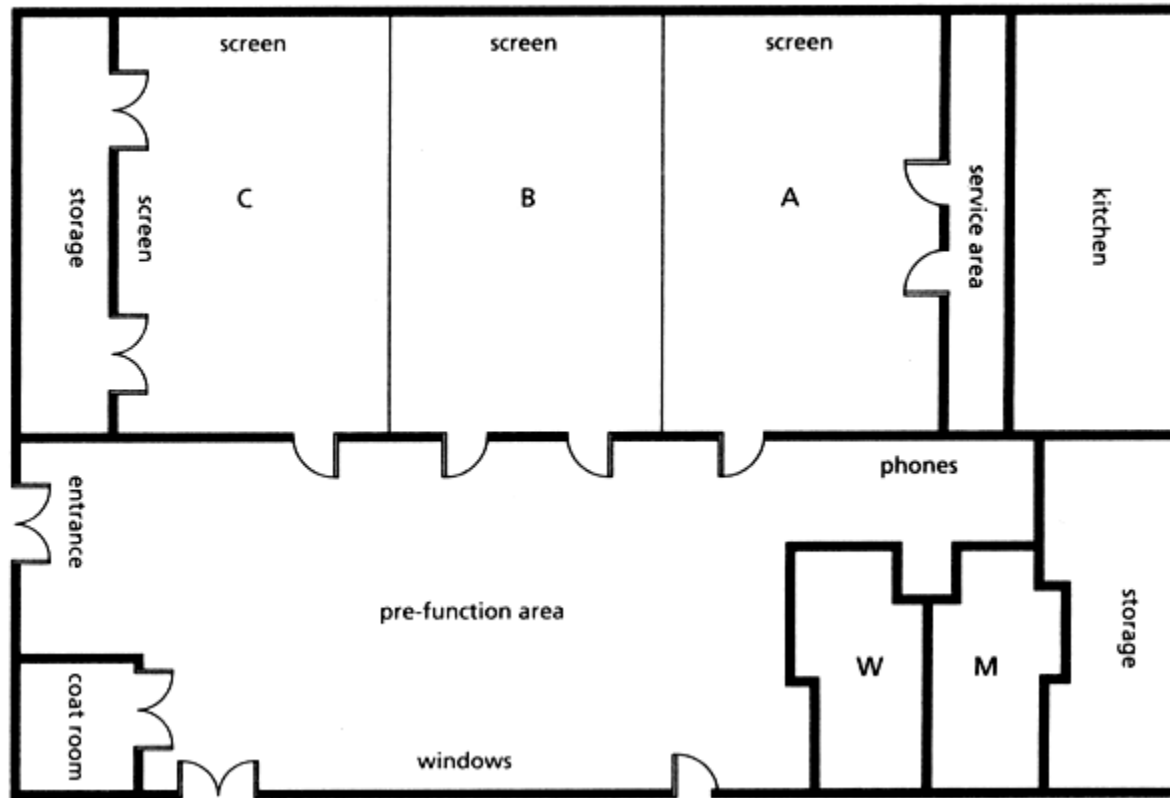 screen
screen
screen
storage
screen
C
B
A
service area
kitchen
entrance
phones
pre-function area
storage
coat room
W
M
windows